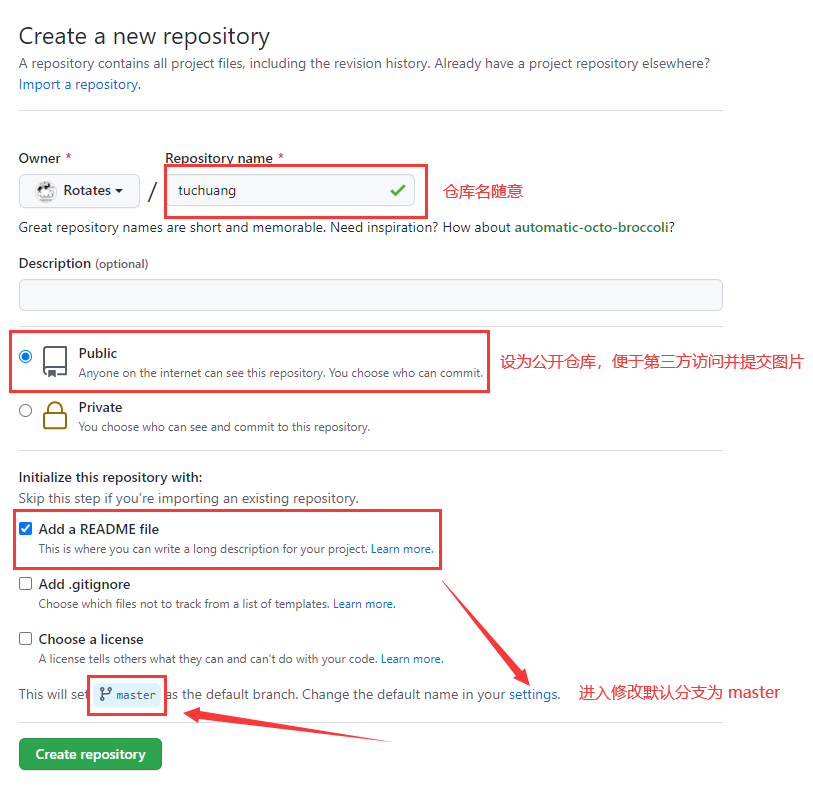 Create a new repository
A repository contains all project files, including the revision history. Already have a project repository elsewhere?
Import a repository.
Owner * Repository name *
Rotates / tuchuang 仓库名随意
Great repository names are short and memorable. Need inspiration? How about automatic-octo-broccoli?
Description (optional)
Public
Anyone on the internet can see this repository. You choose who can commit.
设为公开仓库，便于第三方访问并提交图片
Private
You choose who can see and commit to this repository.
Initialize this repository with:
Skip this step if you're importing an existing repository.
Add a README file
This is where you can write a long description for your project. Learn more.
Add .gitignore
Choose which files not to track from a list of templates. Learn more.
Choose a license
A license tells others what they can and can't do with your code. Learn more.
This will set master as the default branch. Change the default name in your settings. 进入修改默认分支为 master
Create repository